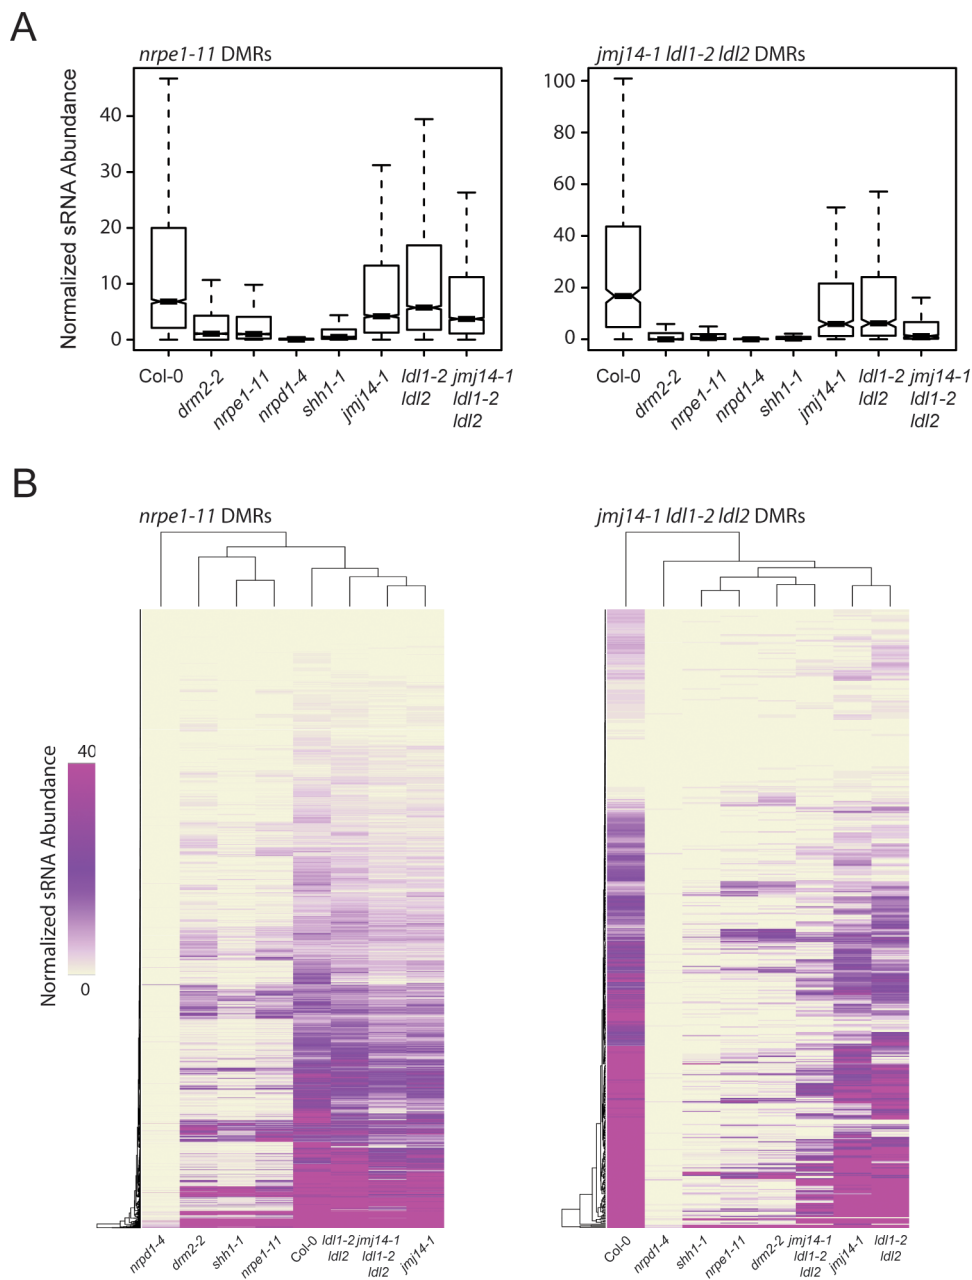 A
nrpe1-11 DMRs
jmj14-1 ldl1-2 ldl2 DMRs
Normalized sRNA Abundance
40
30
20
10
0
100
80
60
40
20
0
Col-0
drm2-2
nrpe1-11
nrpd1-4
shh1-1
jmj14-1
ldl1-2
ldl2
jmj14-1
ldl1-2
ldl2
Col-0
drm2-2
nrpe1-11
nrpd1-4
shh1-1
jmj14-1
ldl1-2
ldl2
jmj14-1
ldl1-2
ldl2
B
nrpe1-11 DMRs
jmj14-1 ldl1-2 ldl2 DMRs
Normalized sRNA Abundance
40
0
nrpd1-4
drm2-2
shh1-1
nrpe1-11
Col-0
ldl1-2
ldl2
jmj14-1
ldl1-2
ldl2
jmj14-1
Col-0
nrpd1-4
shh1-1
nrpe1-11
drm2-2
jmj14-1
ldl1-2
ldl2
jmj14-1
ldl1-2
ldl2